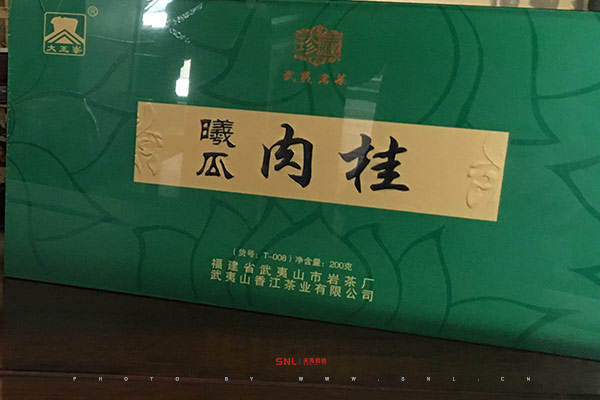 大王峯
®
珍藏
武夷岩茶
曦瓜 肉桂
(货号:T-008)净含量:200克
福建省武夷山市岩茶厂
武夷山香江茶业有限公司
SNL
PHOTO BY WWW.SNL.CN